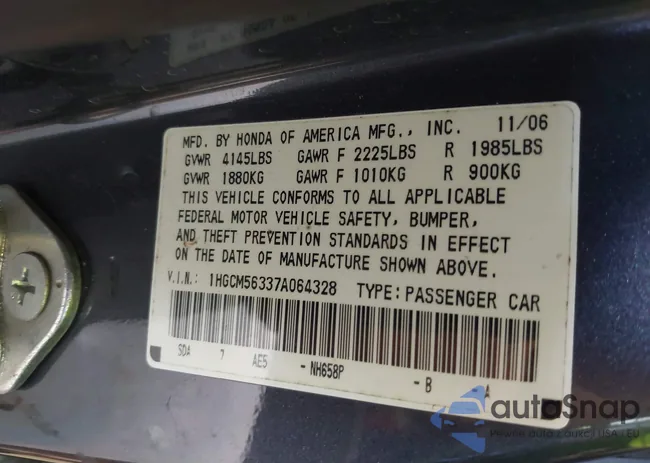 MFD. BY HONDA OF AMERICA MFG., INC. 11/06
GVWR 4145LBS GAWR F 2225LBS R 1985LBS
GVWR 1880KG GAWR F 1010KG R 900KG
THIS VEHICLE CONFORMS TO ALL APPLICABLE
FEDERAL MOTOR VEHICLE SAFETY, BUMPER,
AND THEFT PREVENTION STANDARDS IN EFFECT
ON THE DATE OF MANUFACTURE SHOWN ABOVE.
V.I.N.: 1HGCM56337A064328 TYPE: PASSENGER CAR
SDA 7 AE5 - NH658P - B A
autoSnap